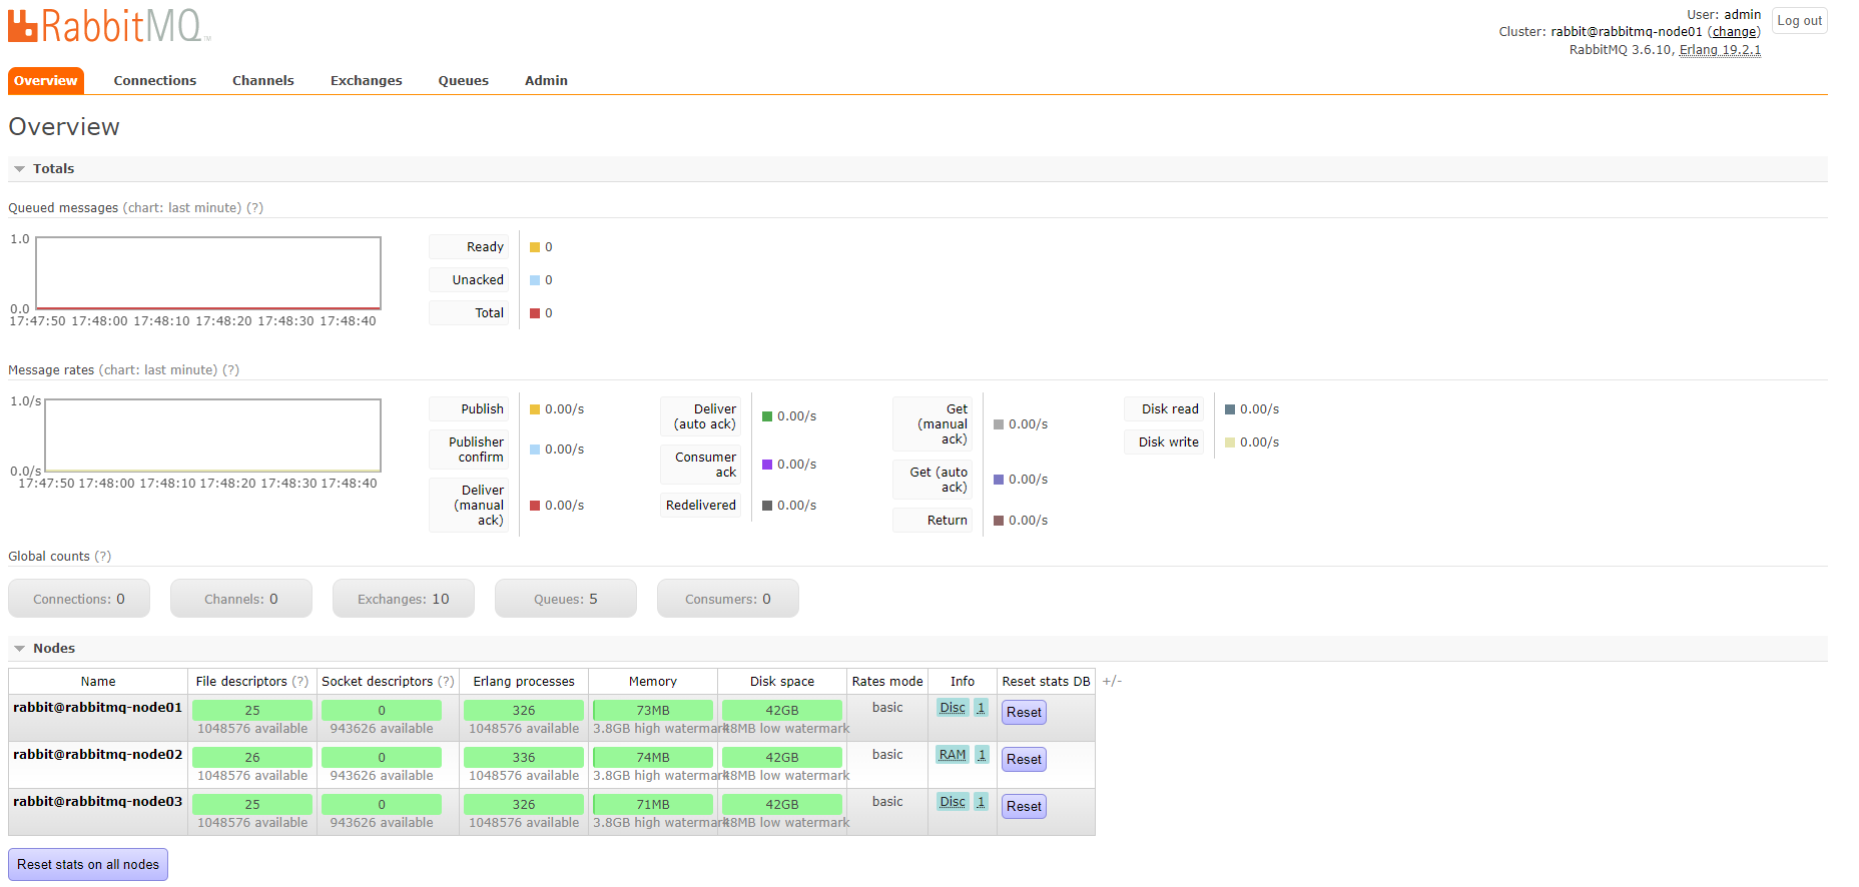 RabbitMQ TM
User: admin
Log out
Cluster: rabbit@rabbitmq-node01 (change)
RabbitMQ 3.6.10, Erlang 19.2.1
Overview Connections Channels Exchanges Queues Admin
Overview
Totals
Queued messages (chart: last minute) (?)
1.0
0.0
17:47:50 17:48:00 17:48:10 17:48:20 17:48:30 17:48:40
Ready 0
Unacked 0
Total 0
Message rates (chart: last minute) (?)
1.0/s
0.0/s
17:47:50 17:48:00 17:48:10 17:48:20 17:48:30 17:48:40
Publish 0.00/s
Publisher
confirm 0.00/s
Deliver
(manual
ack) 0.00/s
Deliver
(auto ack) 0.00/s
Consumer
ack 0.00/s
Redelivered 0.00/s
Get
(manual
ack) 0.00/s
Get (auto
ack) 0.00/s
Return 0.00/s
Disk read 0.00/s
Disk write 0.00/s
Global counts (?)
Connections: 0 Channels: 0 Exchanges: 10 Queues: 5 Consumers: 0
Nodes
Name File descriptors (?) Socket descriptors (?) Erlang processes Memory Disk space Rates mode Info Reset stats DB +/-
rabbit@rabbitmq-node01 25 0 326 73MB 42GB basic Disc 1 Reset
1048576 available 943626 available 1048576 available 3.8GB high watermark 48MB low watermark
rabbit@rabbitmq-node02 26 0 336 74MB 42GB basic RAM 1 Reset
1048576 available 943626 available 1048576 available 3.8GB high watermark 48MB low watermark
rabbit@rabbitmq-node03 25 0 326 71MB 42GB basic Disc 1 Reset
1048576 available 943626 available 1048576 available 3.8GB high watermark 48MB low watermark
Reset stats on all nodes